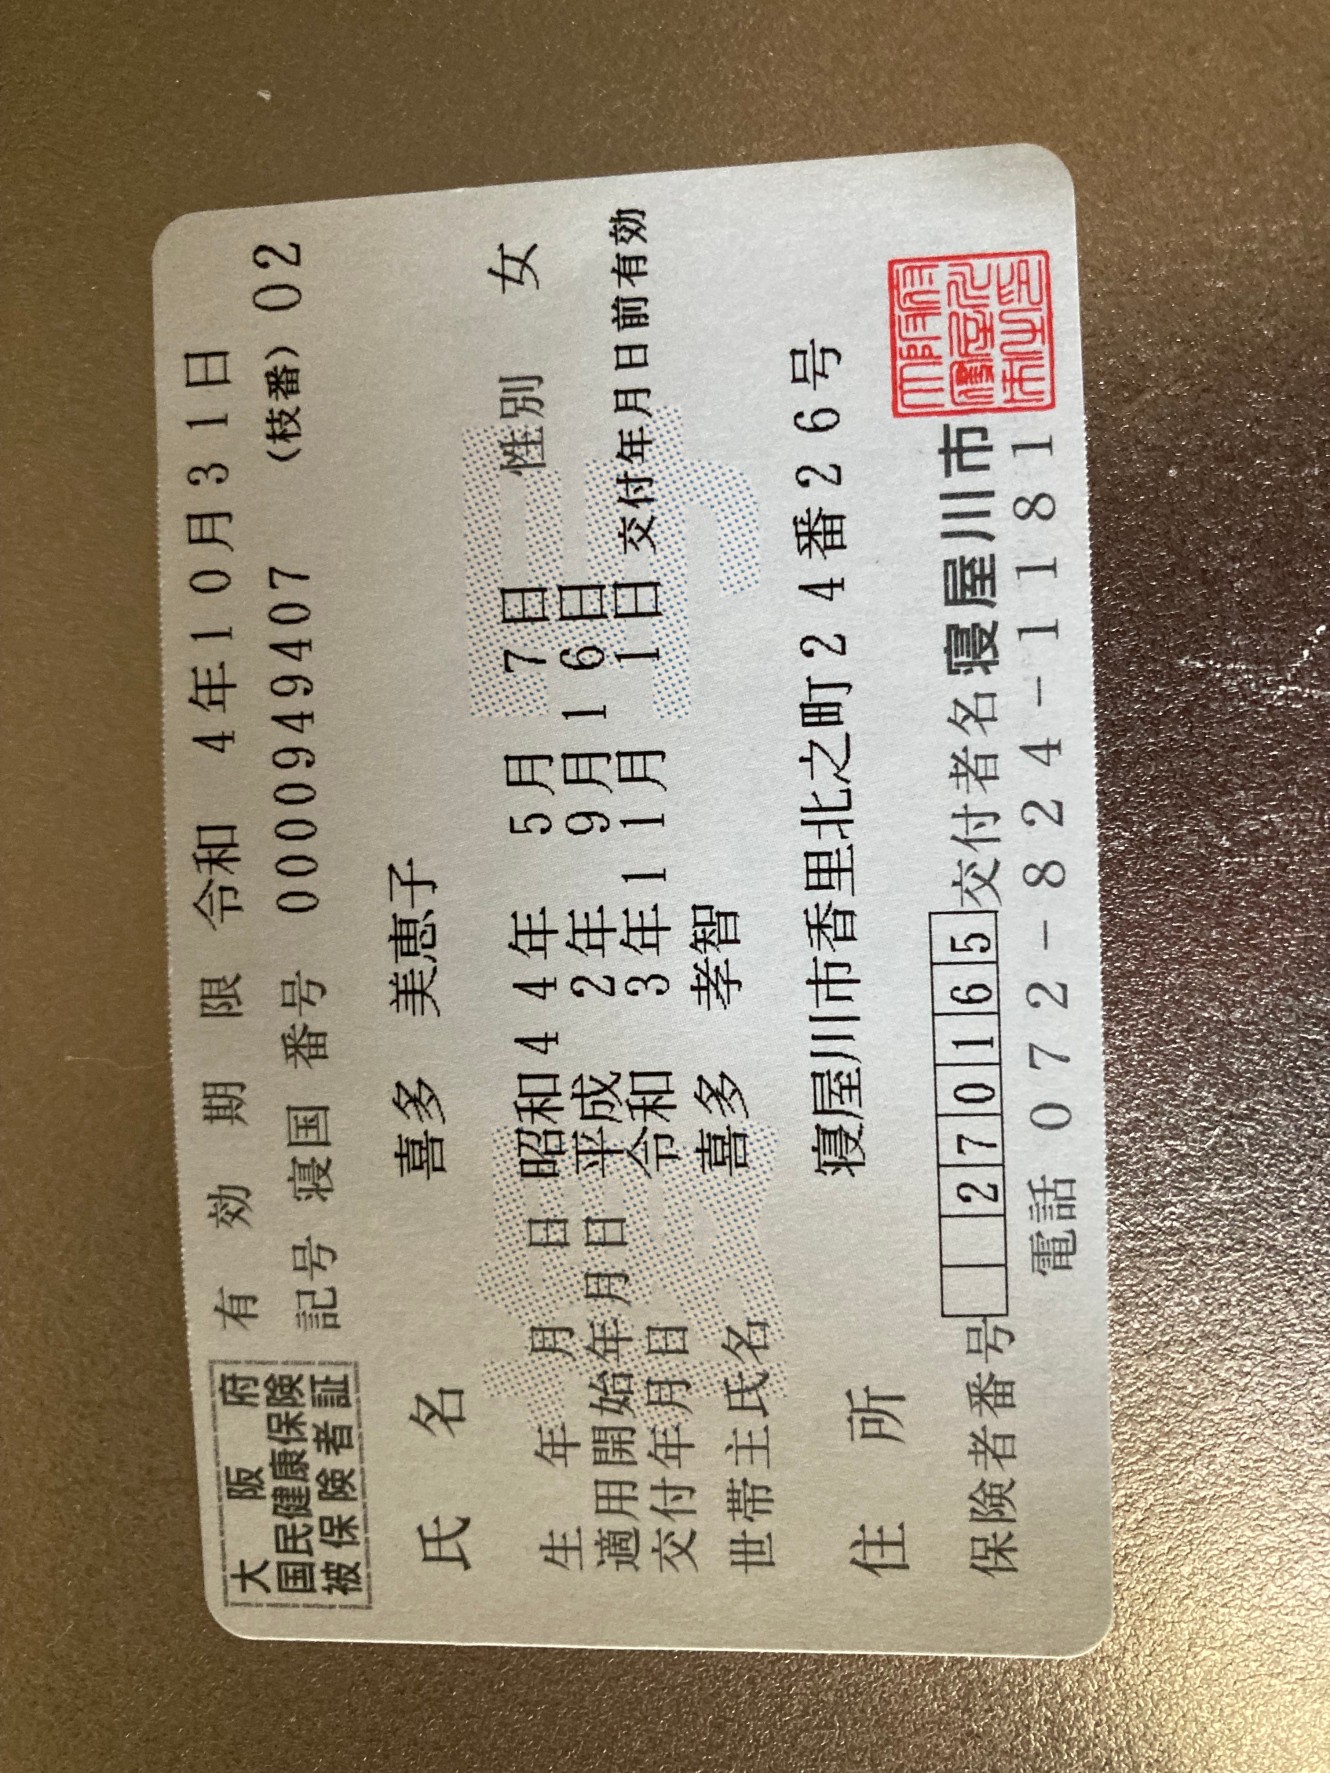 大阪府
国民健康保険
被保険者証
有効期限 令和 4年10月31日
記号 寝国 番号 0000949407 (枝番) 02
氏名 喜多 美恵子
生年月日 昭和44年 5月 7日 性別 女
適用開始年月日 平成 2年 9月16日
交付年月日 令和 3年11月 1日 交付年月日前有効
世帯主氏名 喜多 孝智
住所 寝屋川市香里北之町24番26号
保険者番号 270165 交付者名 寝屋川市
電話 072-824-1181